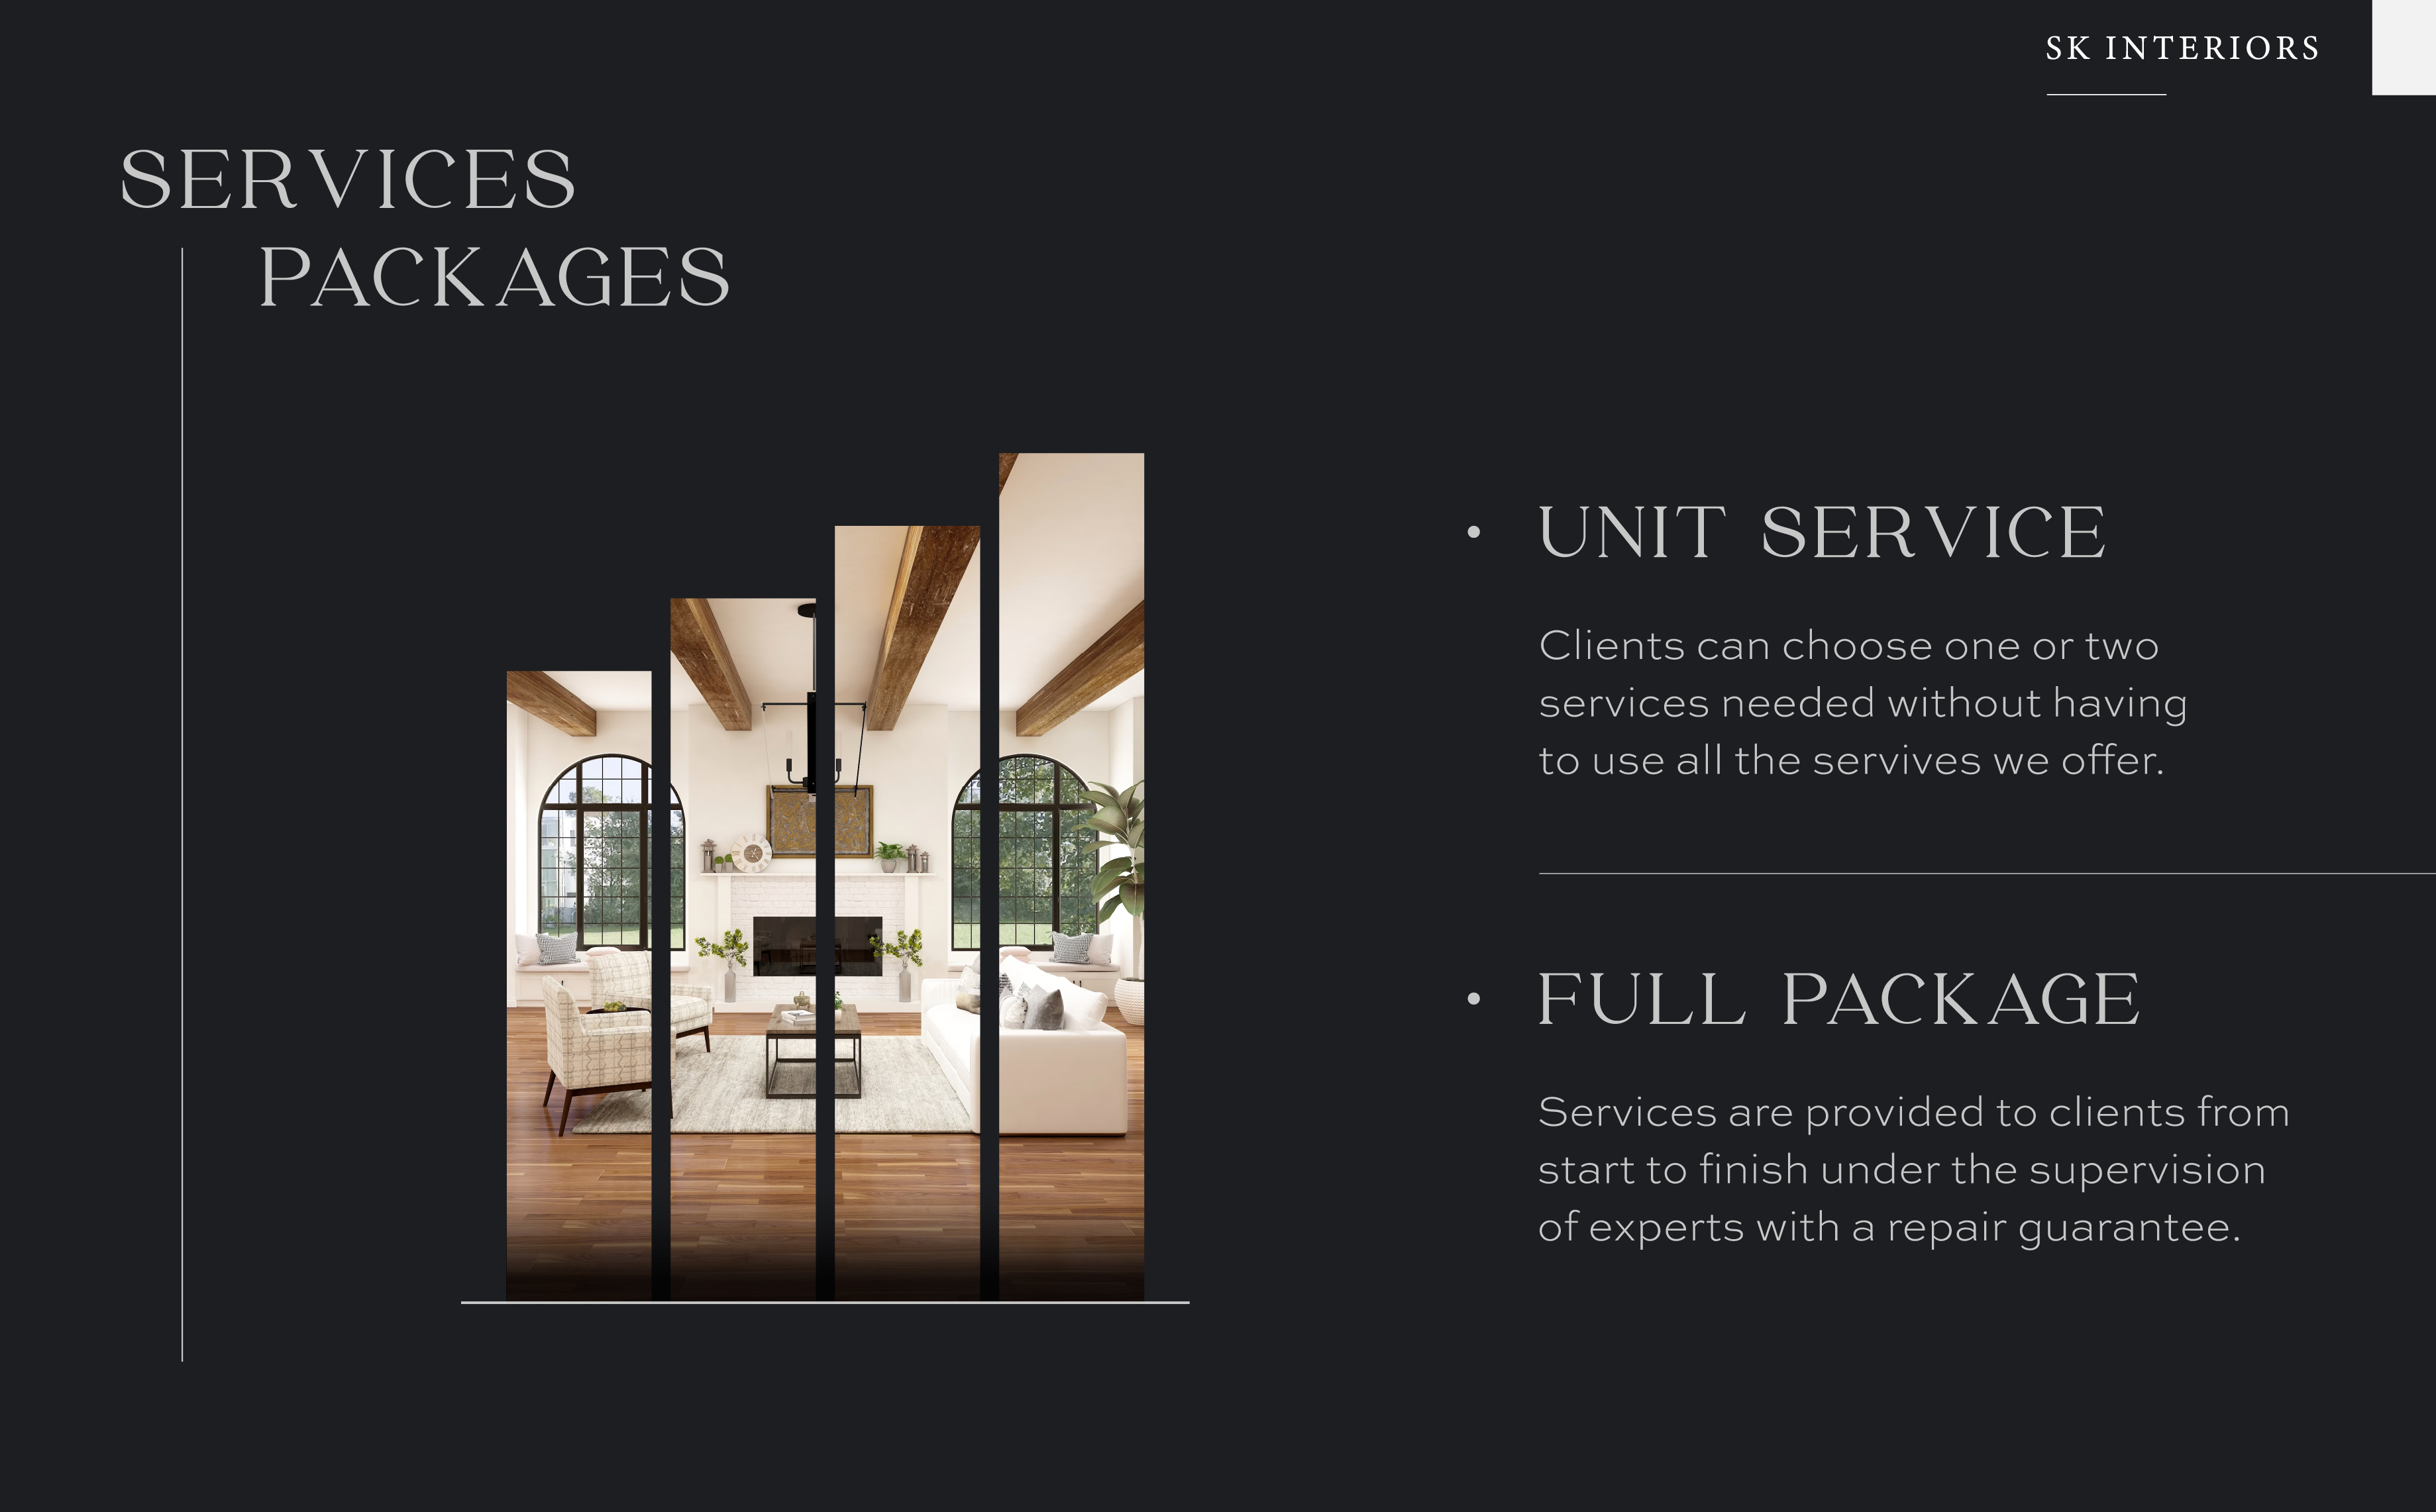 SK INTERIORS
SERVICES
PACKAGES
• UNIT SERVICE
Clients can choose one or two
services needed without having
to use all the servives we offer.
• FULL PACKAGE
Services are provided to clients from
start to finish under the supervision
of experts with a repair guarantee.